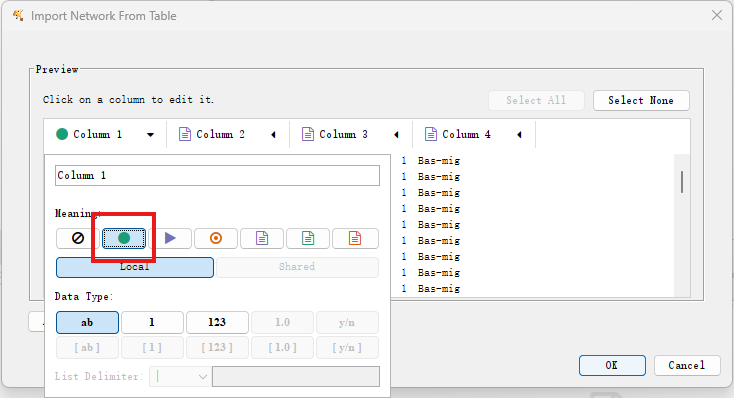 Import Network From Table
Preview
Click on a column to edit it.
Select All
Select None
Column 1
Column 2
Column 3
Column 4
Column 1
Meaning:
Local
Shared
Data Type:
ab
1
123
1.0
y/n
[ ab ]
[ 1 ]
[ 123 ]
[ 1.0 ]
[ y/n ]
List Delimiter:
|
1 Bas-mig
1 Bas-mig
1 Bas-mig
1 Bas-mig
1 Bas-mig
1 Bas-mig
1 Bas-mig
1 Bas-mig
1 Bas-mig
OK
Cancel